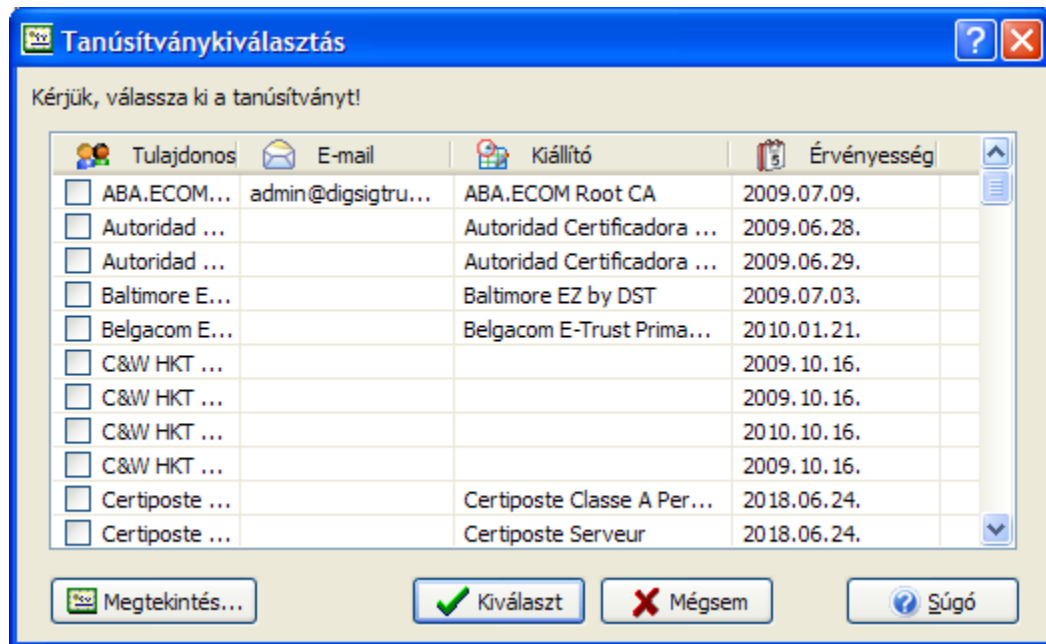 Tanúsítványkiválasztás
Kérjük, válassza ki a tanúsítványt!
Tulajdonos E-mail Kiállító Érvényesség
ABA.ECOM... admin@digsigtru... ABA.ECOM Root CA 2009.07.09.
Autoridad ... Autoridad Certificadora ... 2009.06.28.
Autoridad ... Autoridad Certificadora ... 2009.06.29.
Baltimore E... Baltimore EZ by DST 2009.07.03.
Belgacom E... Belgacom E-Trust Prima... 2010.01.21.
C&W HKT ... 2009.10.16.
C&W HKT ... 2009.10.16.
C&W HKT ... 2010.10.16.
C&W HKT ... 2009.10.16.
Certiposte ... Certiposte Classe A Per... 2018.06.24.
Certiposte ... Certiposte Serveur 2018.06.24.
Megtekintés... Kiválaszt Mégsem Súgó